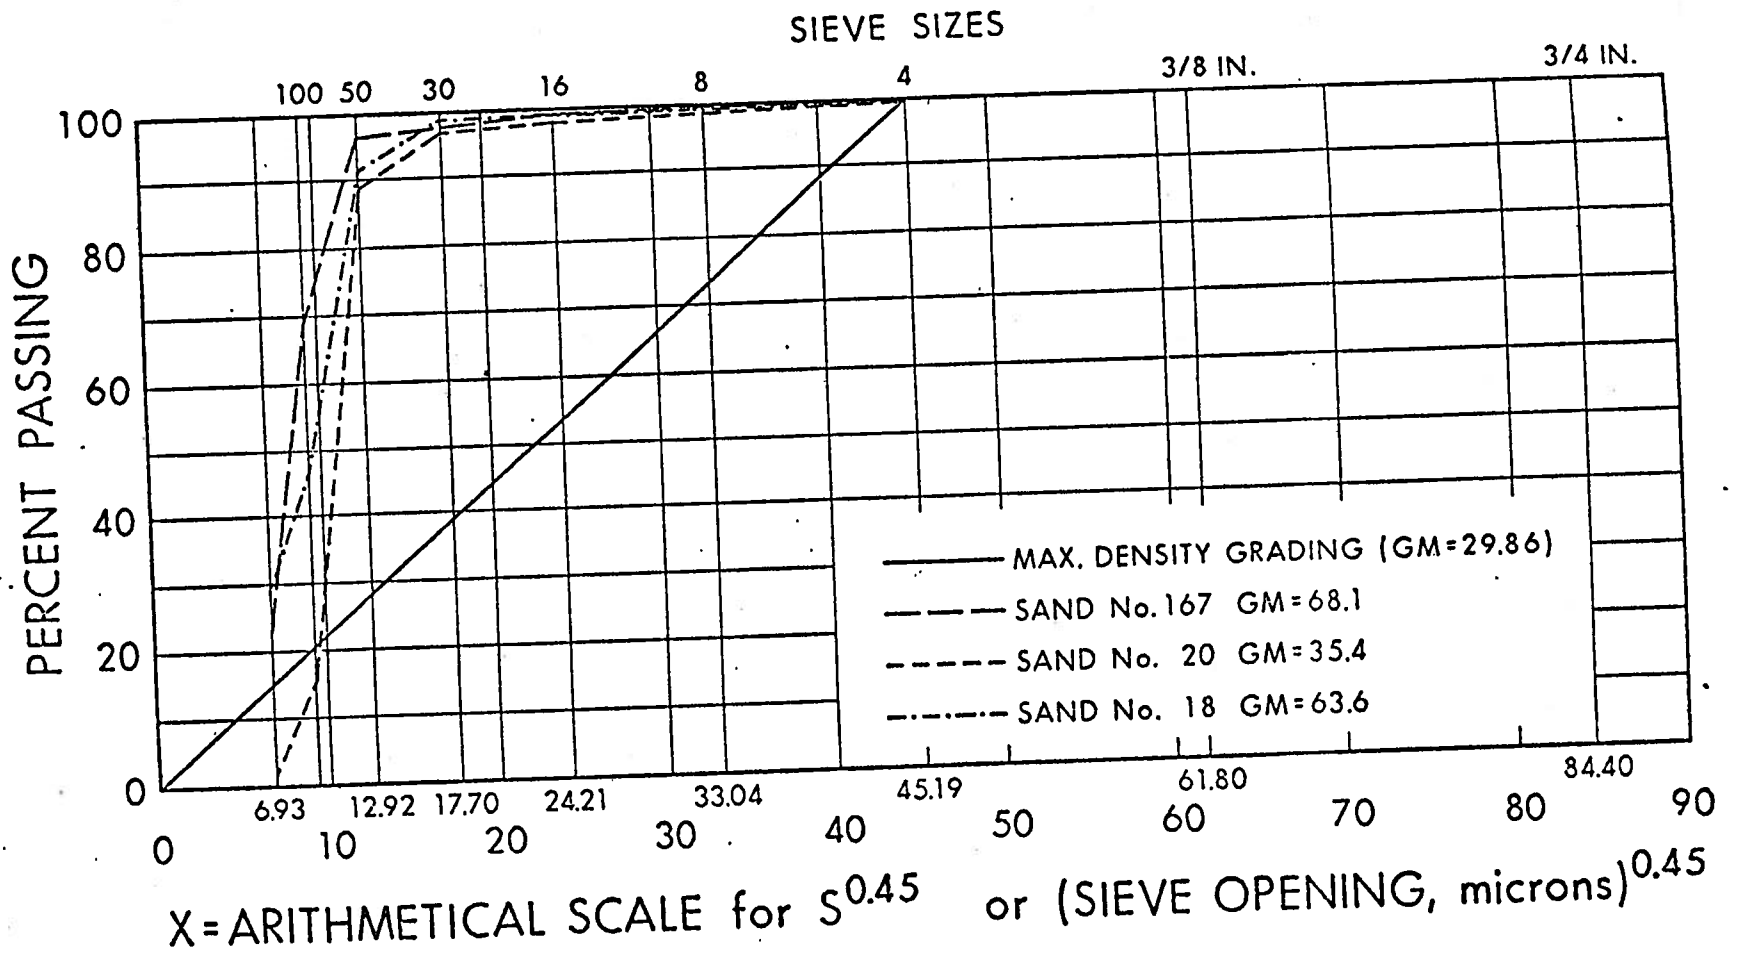 SIEVE SIZES
100 50 30 16 8 4 3/8 IN. 3/4 IN.
PERCENT PASSING
100
80
60
40
20
0
MAX. DENSITY GRADING (GM=29.86)
SAND No. 167 GM=68.1
SAND No. 20 GM=35.4
SAND No. 18 GM=63.6
6.93 12.92 17.70 24.21 33.04 45.19 61.80 84.40
0 10 20 30 40 50 60 70 80 90
X=ARITHMETICAL SCALE for S^0.45 or (SIEVE OPENING, microns)^0.45